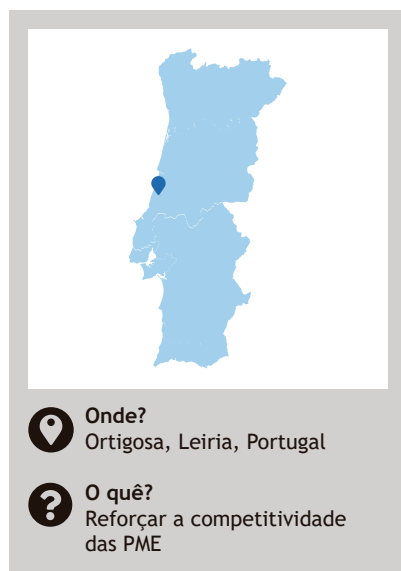 Onde?
Ortigosa, Leiria, Portugal
O quê?
Reforçar a competitividade
das PME